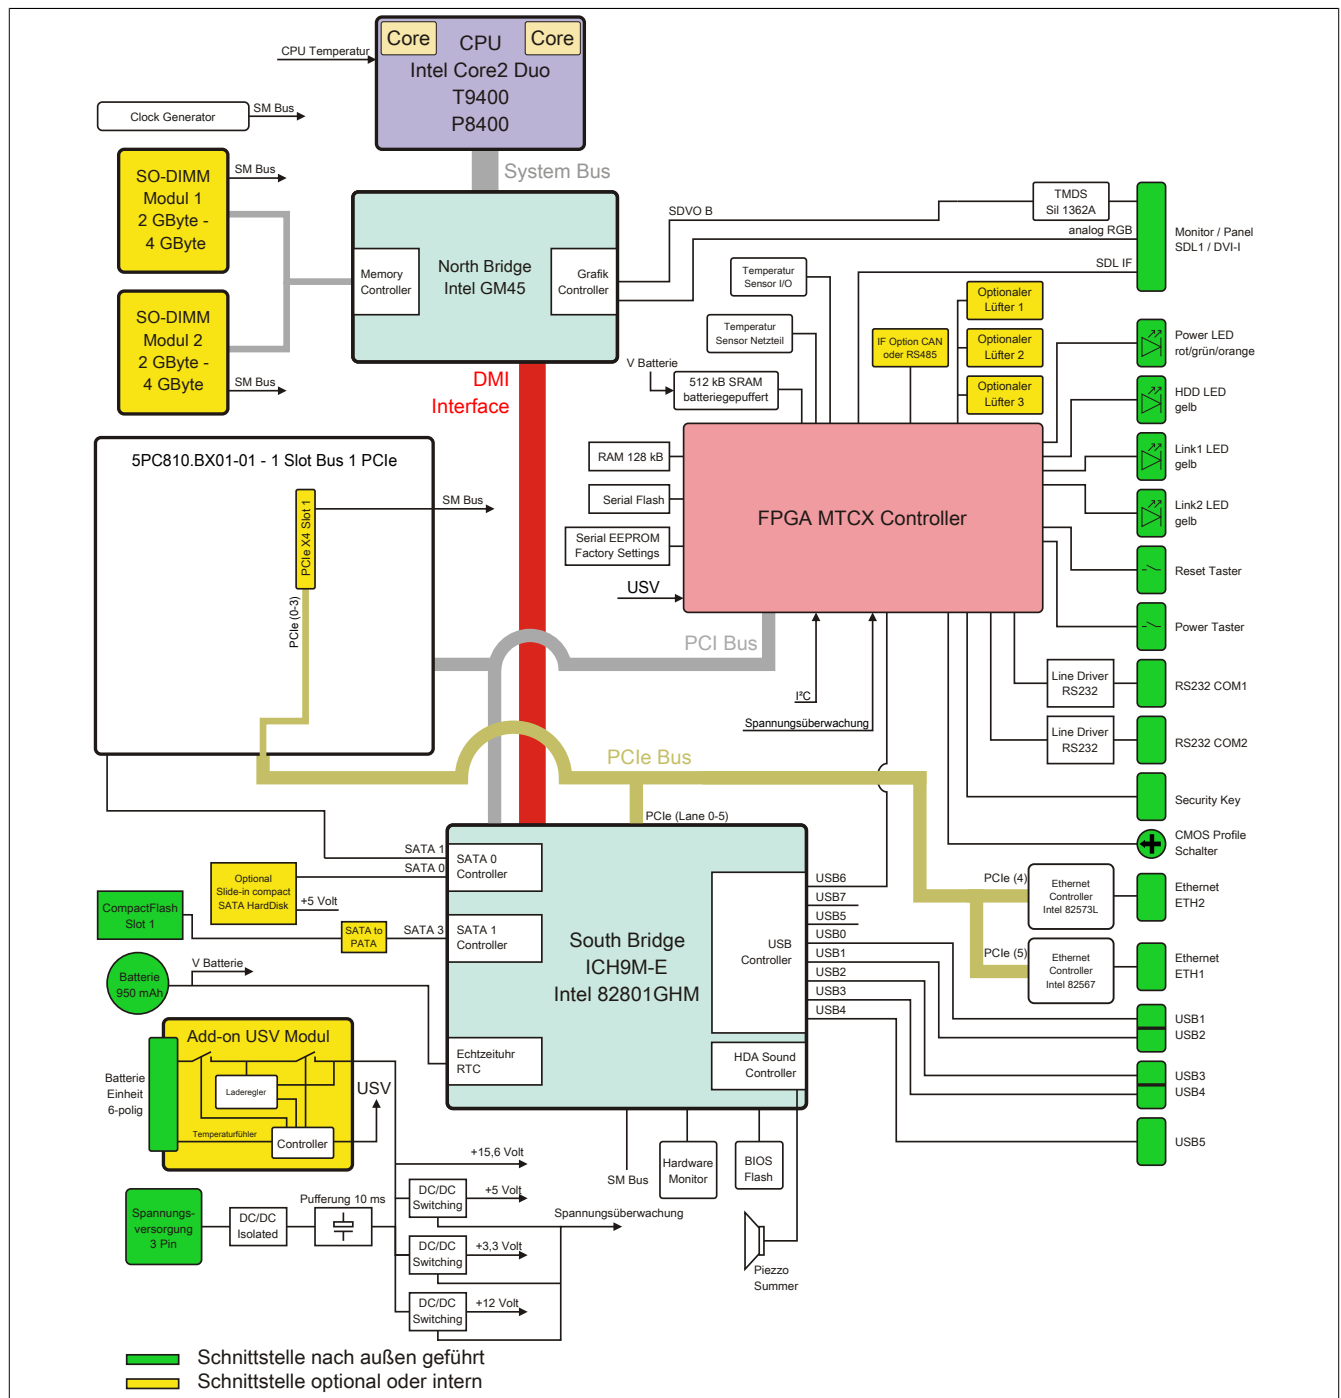 Core
CPU
Core
Intel Core2 Duo
T9400
P8400
CPU Temperatur
Clock Generator
SM Bus
SO-DIMM
Modul 1
2 GByte -
4 GByte
SM Bus
SO-DIMM
Modul 2
2 GByte -
4 GByte
SM Bus
System Bus
Memory
Controller
North Bridge
Intel GM45
Grafik
Controller
SDVO B
TMDS
Sil 1362A
analog RGB
SDL IF
Monitor / Panel
SDL1 / DVI-I
Temperatur
Sensor I/O
Temperatur
Sensor Netzteil
V Batterie
512 kB SRAM
batteriegepuffert
IF Option CAN
oder RS485
Optionaler
Lüfter 1
Optionaler
Lüfter 2
Optionaler
Lüfter 3
Power LED
rot/grün/orange
HDD LED
gelb
Link1 LED
gelb
Link2 LED
gelb
Reset Taster
Power Taster
DMI
Interface
5PC810.BX01-01 - 1 Slot Bus 1 PCIe
PCIe X4 Slot 1
SM Bus
PCIe (0-3)
RAM 128 kB
Serial Flash
Serial EEPROM
Factory Settings
USV
FPGA MTCX Controller
PCI Bus
I²C
Spannungsüberwachung
Line Driver
RS232
RS232 COM1
Line Driver
RS232
RS232 COM2
Security Key
CMOS Profile
Schalter
PCIe Bus
PCIe (Lane 0-5)
SATA 1
SATA 0
SATA 0
Controller
Optional
Slide-in compact
SATA HardDisk
+5 Volt
CompactFlash
Slot 1
SATA to
PATA
SATA 3
SATA 1
Controller
South Bridge
ICH9M-E
Intel 82801GHM
USB
Controller
USB6
USB7
USB5
USB0
USB1
USB2
USB3
USB4
PCIe (4)
Ethernet
Controller
Intel 82573L
Ethernet
ETH2
PCIe (5)
Ethernet
Controller
Intel 82567
Ethernet
ETH1
USB1
USB2
USB3
USB4
USB5
Batterie
950 mAh
V Batterie
Echtzeituhr
RTC
HDA Sound
Controller
Add-on USV Modul
Batterie
Einheit
6-polig
Laderegler
Temperaturfühler
Controller
USV
SM Bus
Hardware
Monitor
BIOS
Flash
Piezzo
Summer
+15,6 Volt
DC/DC
Switching
+5 Volt
Spannungsüberwachung
Spannungs-
versorgung
3 Pin
DC/DC
Isolated
Pufferung 10 ms
DC/DC
Switching
+3,3 Volt
DC/DC
Switching
+12 Volt
Schnittstelle nach außen geführt
Schnittstelle optional oder intern